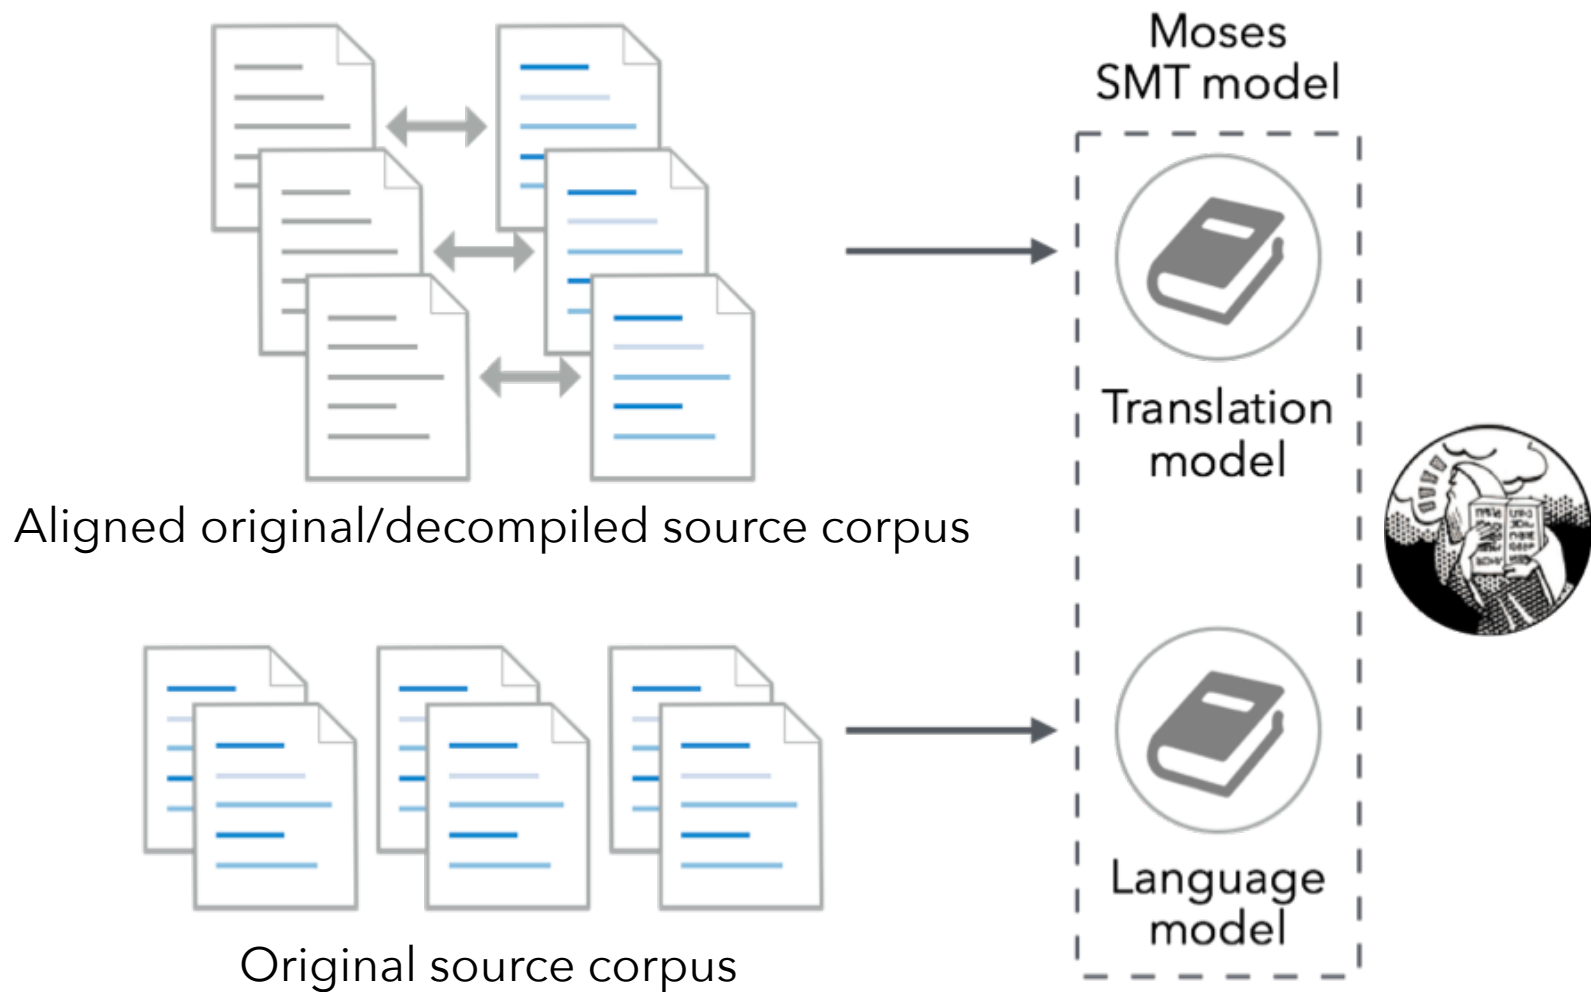 Moses
SMT model
Translation
model
Aligned original/decompiled source corpus
Language
model
Original source corpus